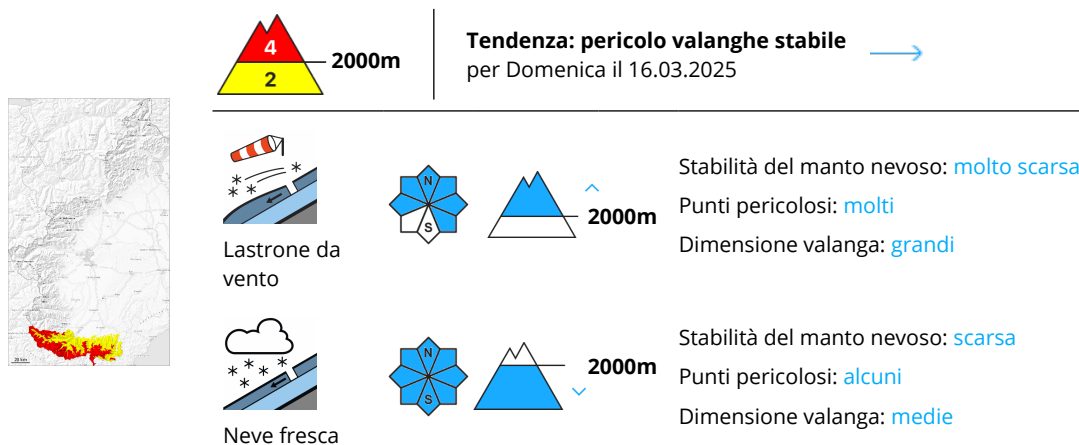 4
2
2000m
Tendenza: pericolo valanghe stabile
per Domenica il 16.03.2025
N
S
2000m
Lastrone da
vento
Stabilità del manto nevoso: molto scarsa
Punti pericolosi: molti
Dimensione valanga: grandi
N
S
2000m
Neve fresca
Stabilità del manto nevoso: scarsa
Punti pericolosi: alcuni
Dimensione valanga: medie
20 km